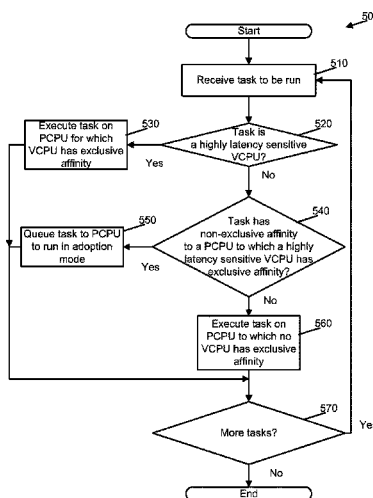 50
Start
510
Receive task to be run
530
Execute task on
PCPU for which
VCPU has exclusive
affinity
520
Task is
a highly latency sensitive
VCPU?
Yes
No
550
Queue task to PCPU
to run in adoption
mode
540
Task has
non-exclusive affinity
to a PCPU to which a highly
latency sensitive VCPU has
exclusive affinity?
Yes
No
560
Execute task on
PCPU to which no
VCPU has exclusive
affinity
570
More tasks?
Ye
No
End